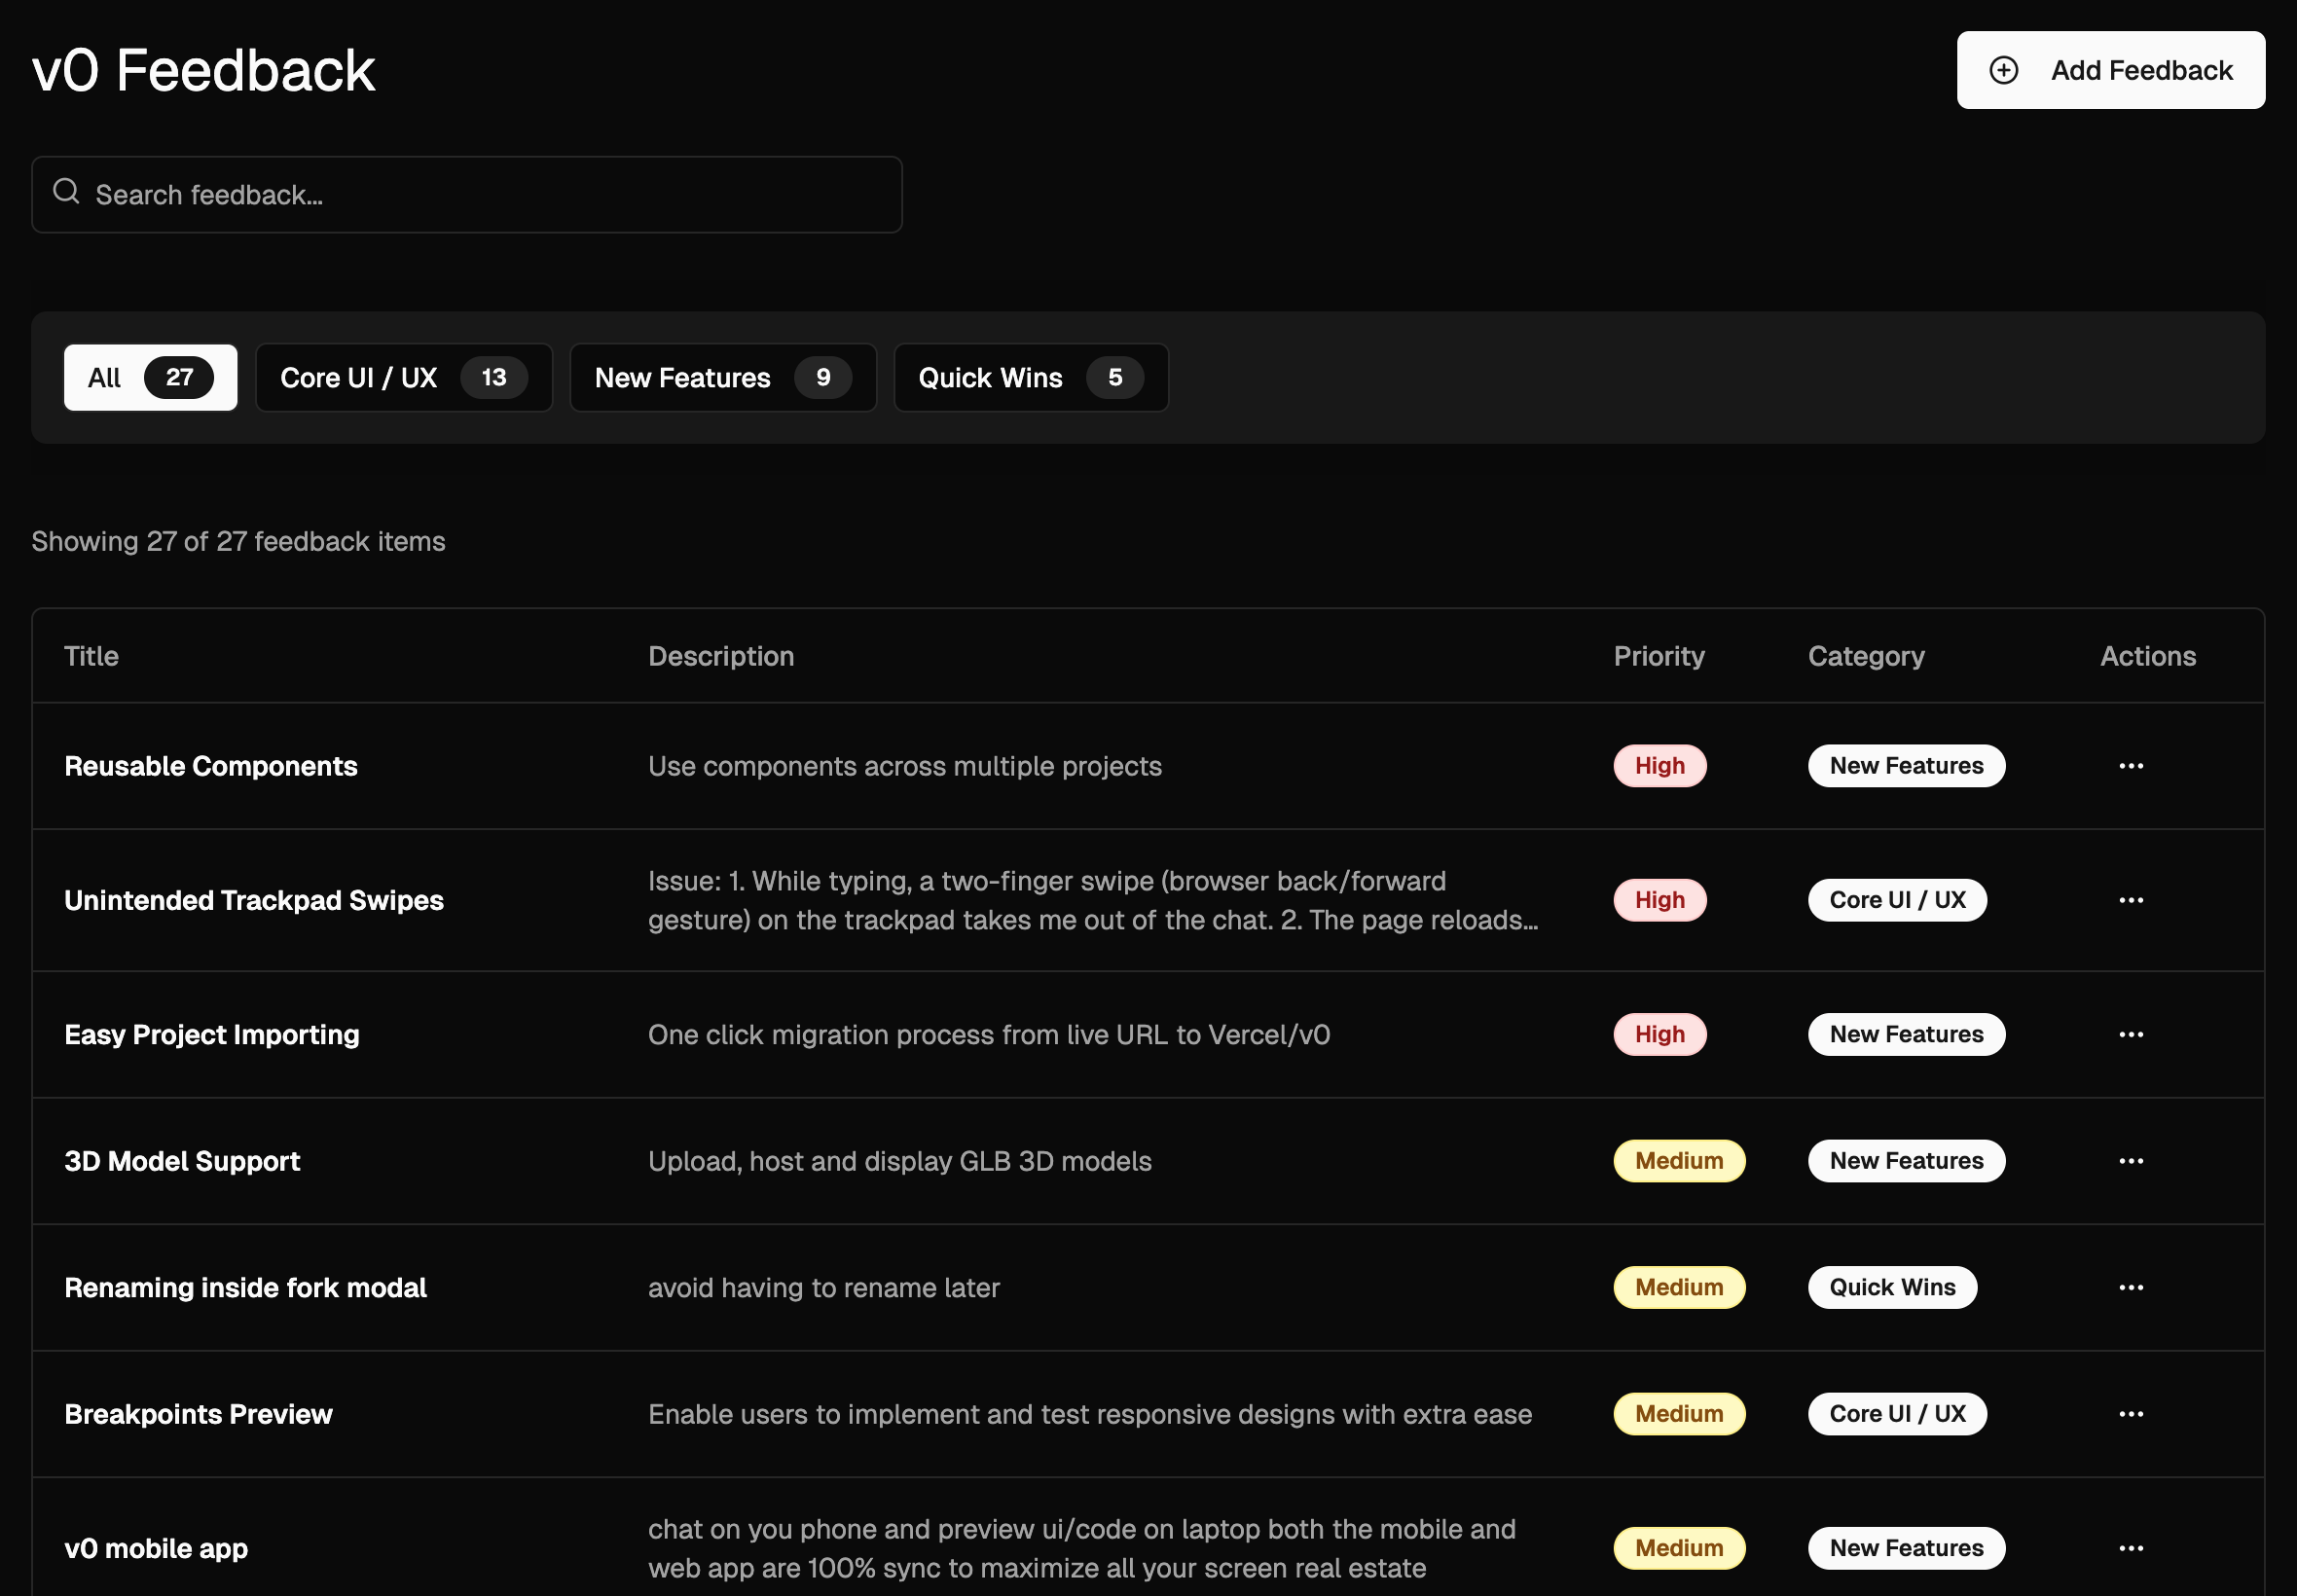 v0 Feedback
Add Feedback
Search feedback...
All 27
Core UI / UX 13
New Features 9
Quick Wins 5
Showing 27 of 27 feedback items
Title Description Priority Category Actions
Reusable Components Use components across multiple projects High New Features
Unintended Trackpad Swipes
Issue: 1. While typing, a two-finger swipe (browser back/forward
gesture) on the trackpad takes me out of the chat. 2. The page reloads...
High Core UI / UX
Easy Project Importing One click migration process from live URL to Vercel/v0 High New Features
3D Model Support Upload, host and display GLB 3D models Medium New Features
Renaming inside fork modal avoid having to rename later Medium Quick Wins
Breakpoints Preview Enable users to implement and test responsive designs with extra ease Medium Core UI / UX
v0 mobile app
chat on you phone and preview ui/code on laptop both the mobile and
web app are 100% sync to maximize all your screen real estate
Medium New Features